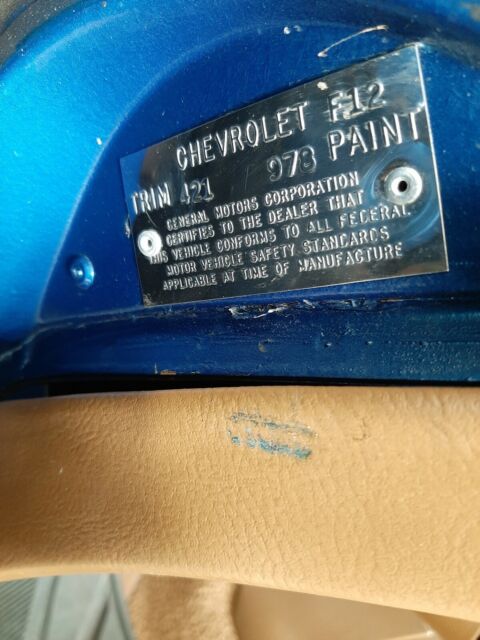 CHEVROLET F12
TRIM 421 973 PAINT
GENERAL MOTORS CORPORATION
CERTIFIES TO THE DEALER THAT
THIS VEHICLE CONFORMS TO ALL FEDERAL
MOTOR VEHICLE SAFETY STANDARDS
APPLICABLE AT TIME OF MANUFACTURE